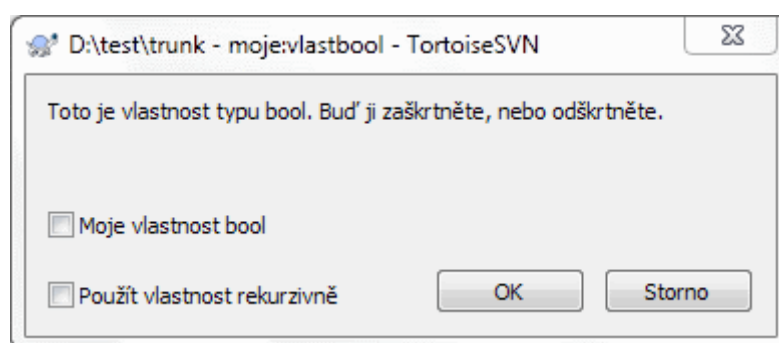 D:\test\trunk - moje:vlastbool - TortoiseSVN
Toto je vlastnost typu bool. Buď ji zaškrtněte, nebo odškrtněte.
Moje vlastnost bool
Použít vlastnost rekurzivně OK Storno